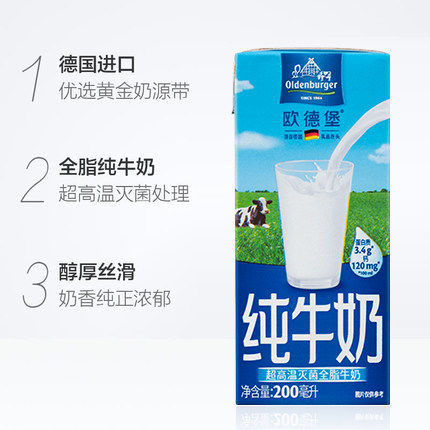 1
德国进口
优选黄金奶源带
2
全脂纯牛奶
超高温灭菌处理
3
醇厚丝滑
奶香纯正浓郁
Oldenburger
SINCE 1964
欧德堡
蛋白质
3.4g
钙
120mg
纯牛奶
超高温灭菌全脂牛奶
净含量:200毫升
图片仅供参考